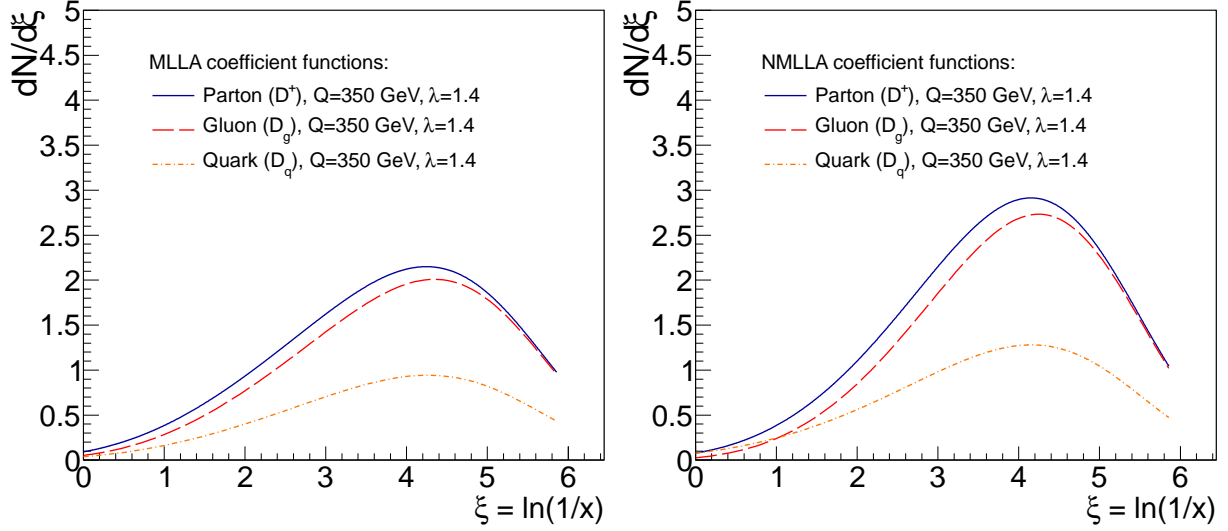 dN/dξ
5
4.5
4
3.5
3
2.5
2
1.5
1
0.5
0
MLLA coefficient functions:
Parton (D⁺), Q=350 GeV, λ=1.4
Gluon (D_g), Q=350 GeV, λ=1.4
Quark (D_q), Q=350 GeV, λ=1.4
0 1 2 3 4 5 6
ξ = ln(1/x)
dN/dξ
5
4.5
4
3.5
3
2.5
2
1.5
1
0.5
0
NMLLA coefficient functions:
Parton (D⁺), Q=350 GeV, λ=1.4
Gluon (D_g), Q=350 GeV, λ=1.4
Quark (D_q), Q=350 GeV, λ=1.4
0 1 2 3 4 5 6
ξ = ln(1/x)